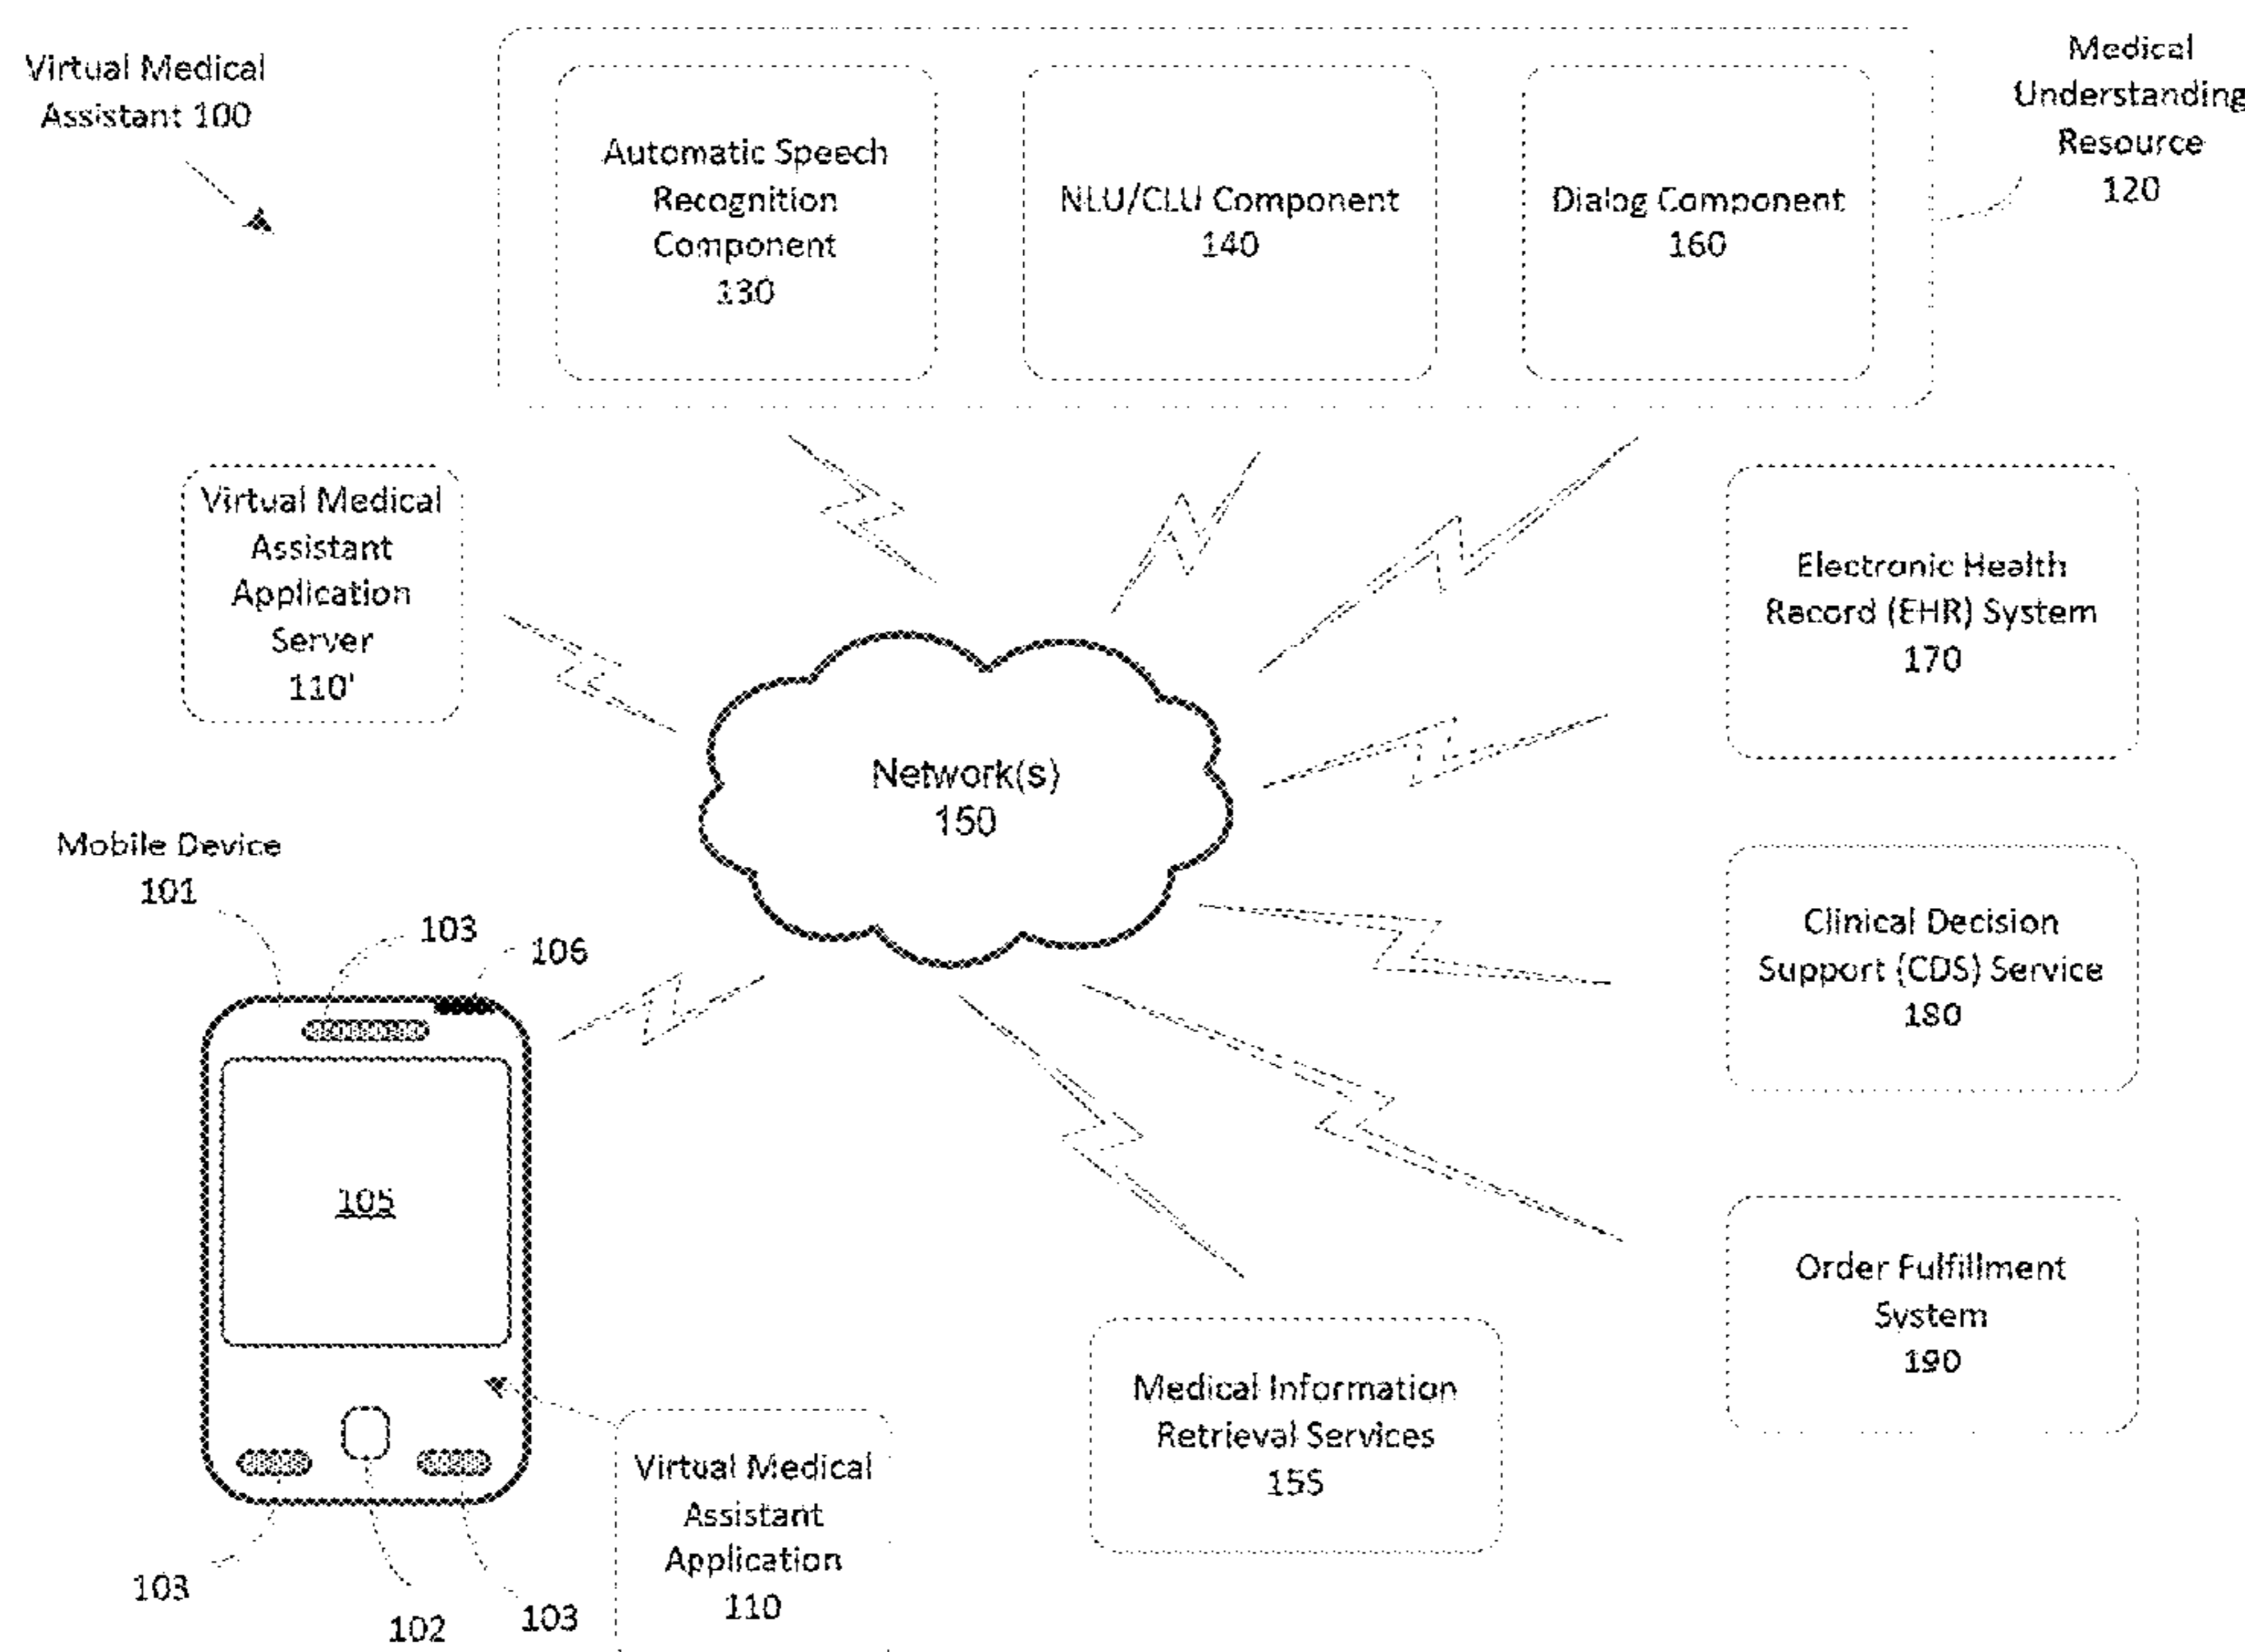 Virtual Medical
Assistant 100
Automatic Speech
Recognition
Component
130
NLU/CLU Component
140
Dialog Component
160
Medical
Understanding
Resource
120
Virtual Medical
Assistant
Application
Server
110'
Electronic Health
Record (EHR) System
170
Network(s)
150
Mobile Device
101
103
106
Clinical Decision
Support (CDS) Service
180
105
Order Fulfillment
System
190
Medical Information
Retrieval Services
155
Virtual Medical
Assistant
Application
110
103
102
103